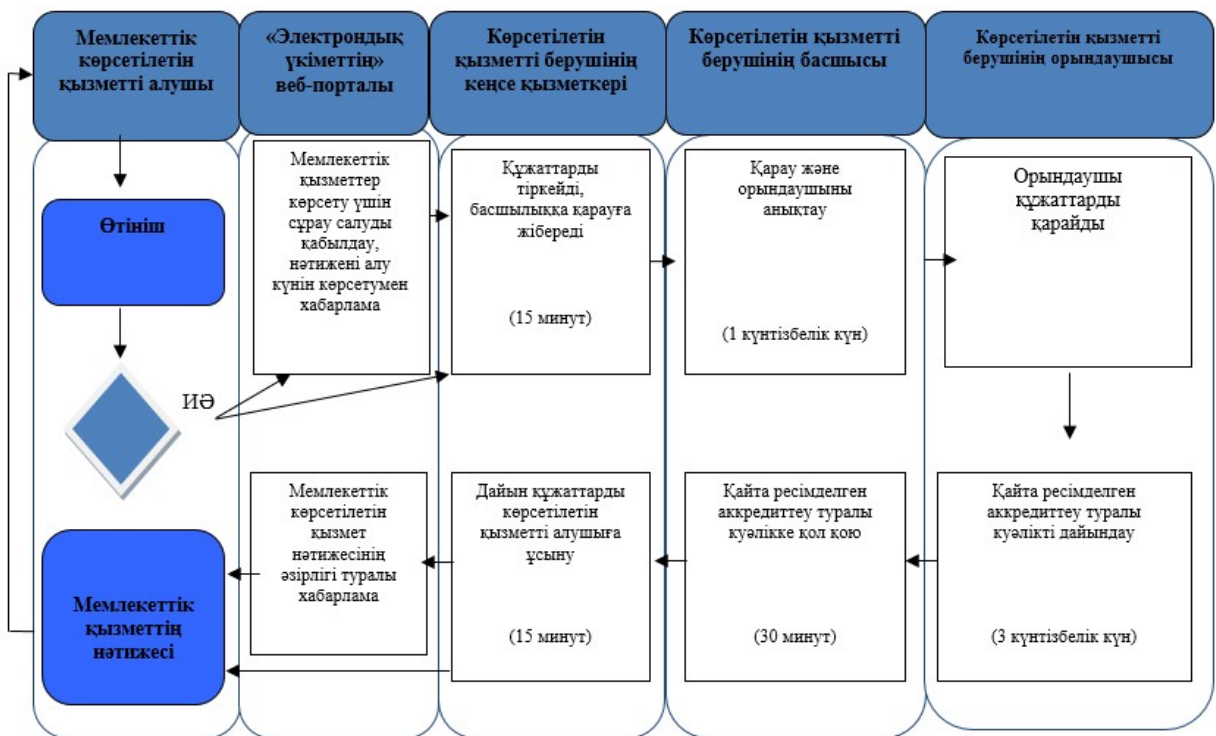 Мемлекеттік
көрсетілетін
қызметті алушы
«Электрондық
үкіметтің»
веб-порталы
Көрсетілетін
қызметті берушінің
кеңсе қызметкері
Көрсетілетін қызметті
берушінің басшысы
Көрсетілетін қызметті
берушінің орындаушысы
Өтініш
Мемлекеттік
қызметтер
көрсету үшін
сұрау салуды
қабылдау,
нәтижені алу
күнін көрсетумен
хабарлама
Құжаттарды
тіркейді,
басшылыққа қарауға
жібереді
(15 минут)
Қарау және
орындаушыны
анықтау
(1 күнтізбелік күн)
Орындаушы
құжаттарды
қарайды
ИӘ
Мемлекеттік
қызметтің
нәтижесі
Мемлекеттік
көрсетілетін
қызмет
нәтижесінің
әзірлігі туралы
хабарлама
Дайын құжаттарды
көрсетілетін
қызметті алушыға
ұсыну
(15 минут)
Қайта ресімделген
аккредиттеу туралы
куәлікке қол қою
(30 минут)
Қайта ресімделген
аккредиттеу туралы
куәлікті дайындау
(3 күнтізбелік күн)